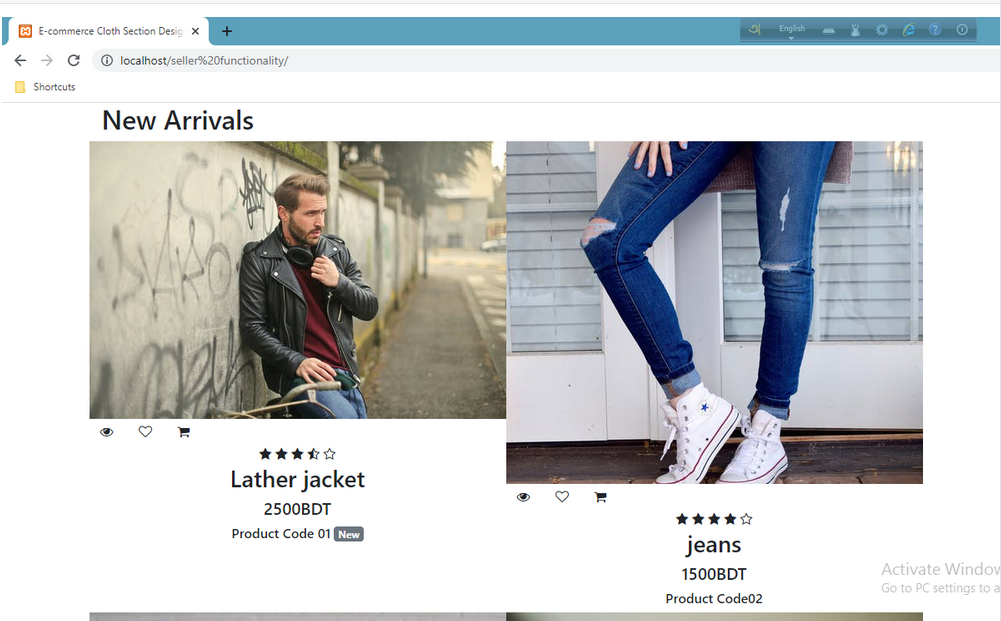 E-commerce Cloth Section Desig
English
localhost/seller%20functionality/
Shortcuts
New Arrivals
Lather jacket
2500BDT
Product Code 01 New
jeans
1500BDT
Product Code02
Activate Window
Go to PC settings to a